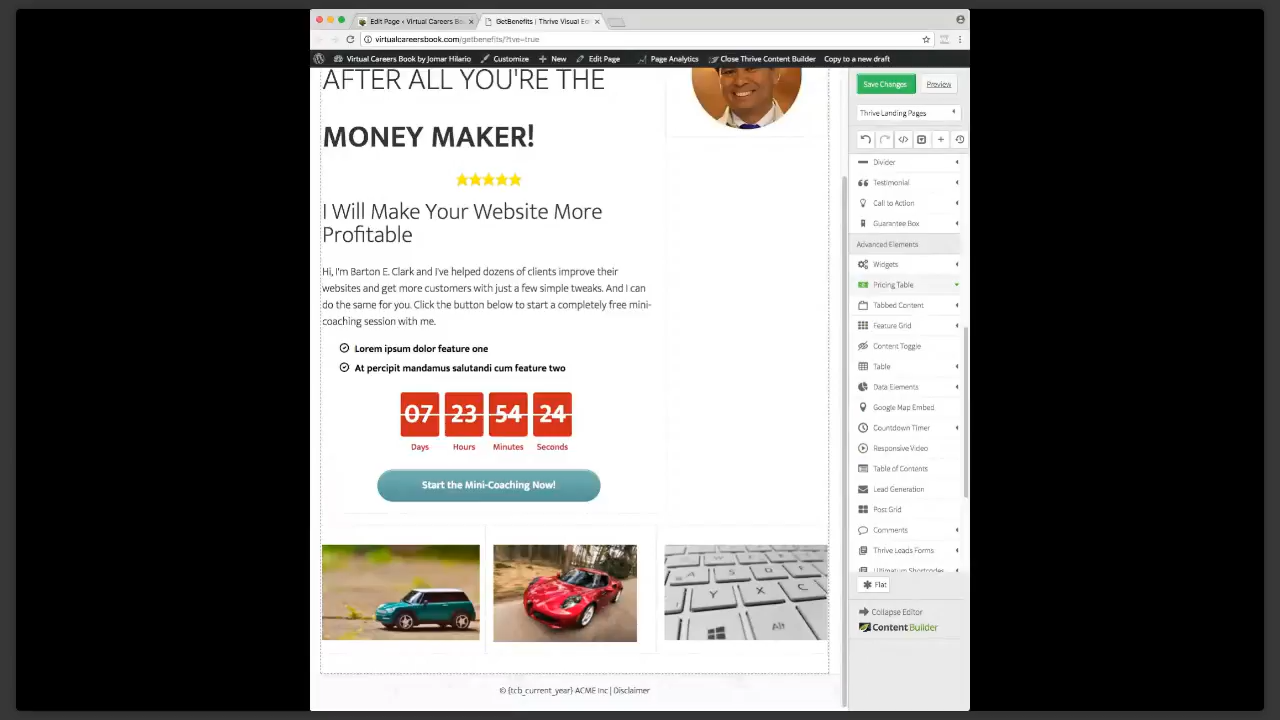 Edit Page ‹ Virtual Careers Bo
GetBenefits | Thrive Visual Ed
virtualcareersbook.com/getbenefits/?tve=true
Virtual Careers Book by Jomar Hilario
Customize
New
Edit Page
Page Analytics
Close Thrive Content Builder
Copy to a new draft
AFTER ALL YOU'RE THE
MONEY MAKER!
I Will Make Your Website More
Profitable
Hi, I'm Barton E. Clark and I've helped dozens of clients improve their
websites and get more customers with just a few simple tweaks. And I can
do the same for you. Click the button below to start a completely free mini-
coaching session with me.
Lorem ipsum dolor feature one
At percipit mandamus salutandi cum feature two
07 23 54 24
Days Hours Minutes Seconds
Start the Mini-Coaching Now!
© {tcb_current_year} ACME Inc | Disclaimer
Save Changes
Preview
Thrive Landing Pages
Divider
Testimonial
Call to Action
Guarantee Box
Advanced Elements
Widgets
Pricing Table
Tabbed Content
Feature Grid
Content Toggle
Table
Data Elements
Google Map Embed
Countdown Timer
Responsive Video
Table of Contents
Lead Generation
Post Grid
Comments
Thrive Leads Forms
Ultimatum Shortcodes
Flat
Collapse Editor
Content Builder